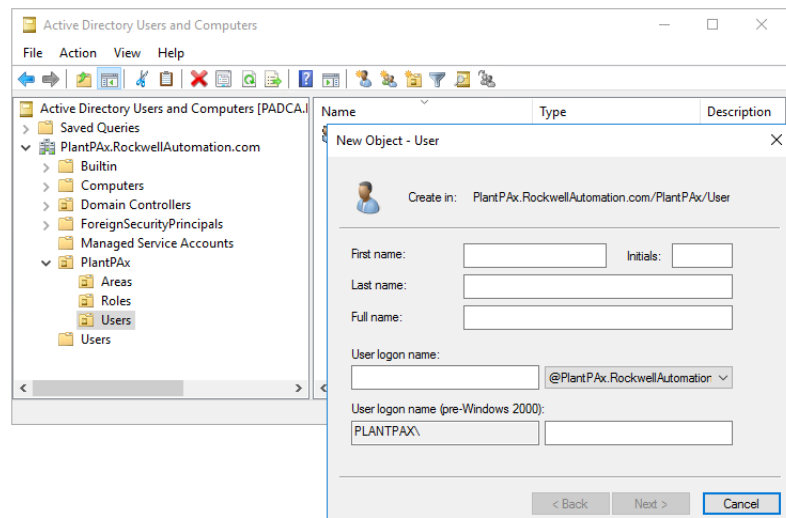 Active Directory Users and Computers
File Action View Help
Active Directory Users and Computers [PADCA.
Name Type Description
Saved Queries
PlantPAx.RockwellAutomation.com
Builtin
Computers
Domain Controllers
ForeignSecurityPrincipals
Managed Service Accounts
PlantPAx
Areas
Roles
Users
Users
New Object - User
Create in: PlantPAx.RockwellAutomation.com/PlantPAx/User
First name: Initials:
Last name:
Full name:
User logon name:
@PlantPAx.RockwellAutomation
User logon name (pre-Windows 2000):
PLANTPAX\
< Back Next > Cancel